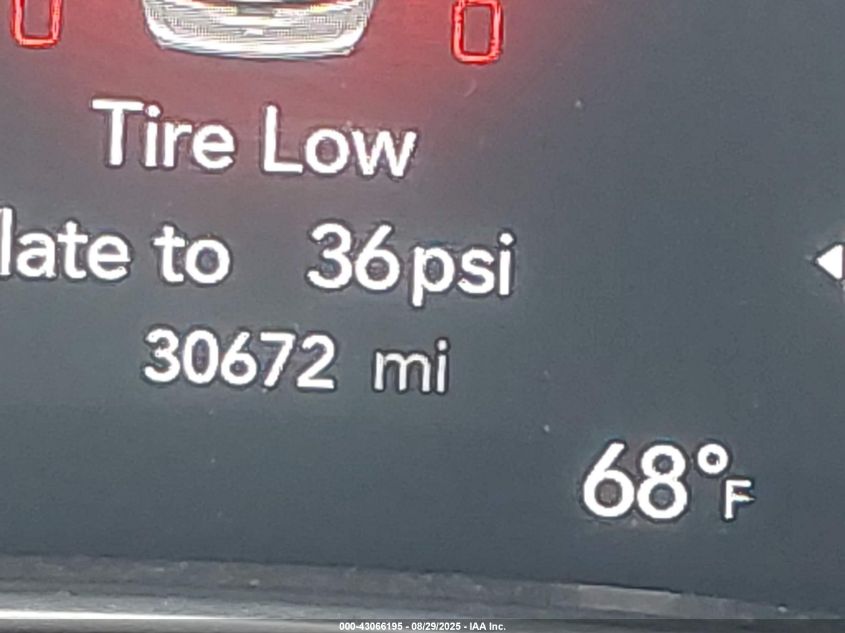 Tire Low
late to 36psi
30672 mi
68°F
000-43066195 - 08/29/2025 - IAA Inc.